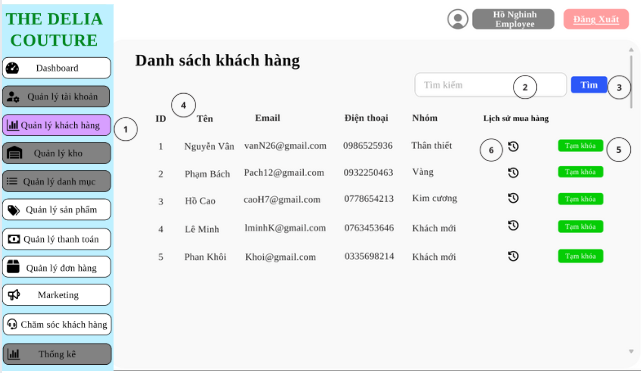 THE DELIA
COUTURE
Hồ Nghinh
Employee
Đăng Xuất
Dashboard
Quản lý tài khoản
Quản lý khách hàng
Quản lý kho
Quản lý danh mục
Quản lý sản phẩm
Quản lý thanh toán
Quản lý đơn hàng
Marketing
Chăm sóc khách hàng
Thống kê
1
Danh sách khách hàng
Tìm kiếm 2 Tìm 3
4
ID Tên Email Điện thoại Nhóm Lịch sử mua hàng
1 Nguyễn Văn vanN26@gmail.com 0986525936 Thân thiết 6 Tạm khóa 5
2 Phạm Bách Pach12@gmail.com 0932250463 Vàng Tạm khóa
3 Hồ Cao caoH7@gmail.com 0778654213 Kim cương Tạm khóa
4 Lê Minh lminhK@gmail.com 0763453646 Khách mới Tạm khóa
5 Phan Khôi Khoi@gmail.com 0335698214 Khách mới Tạm khóa